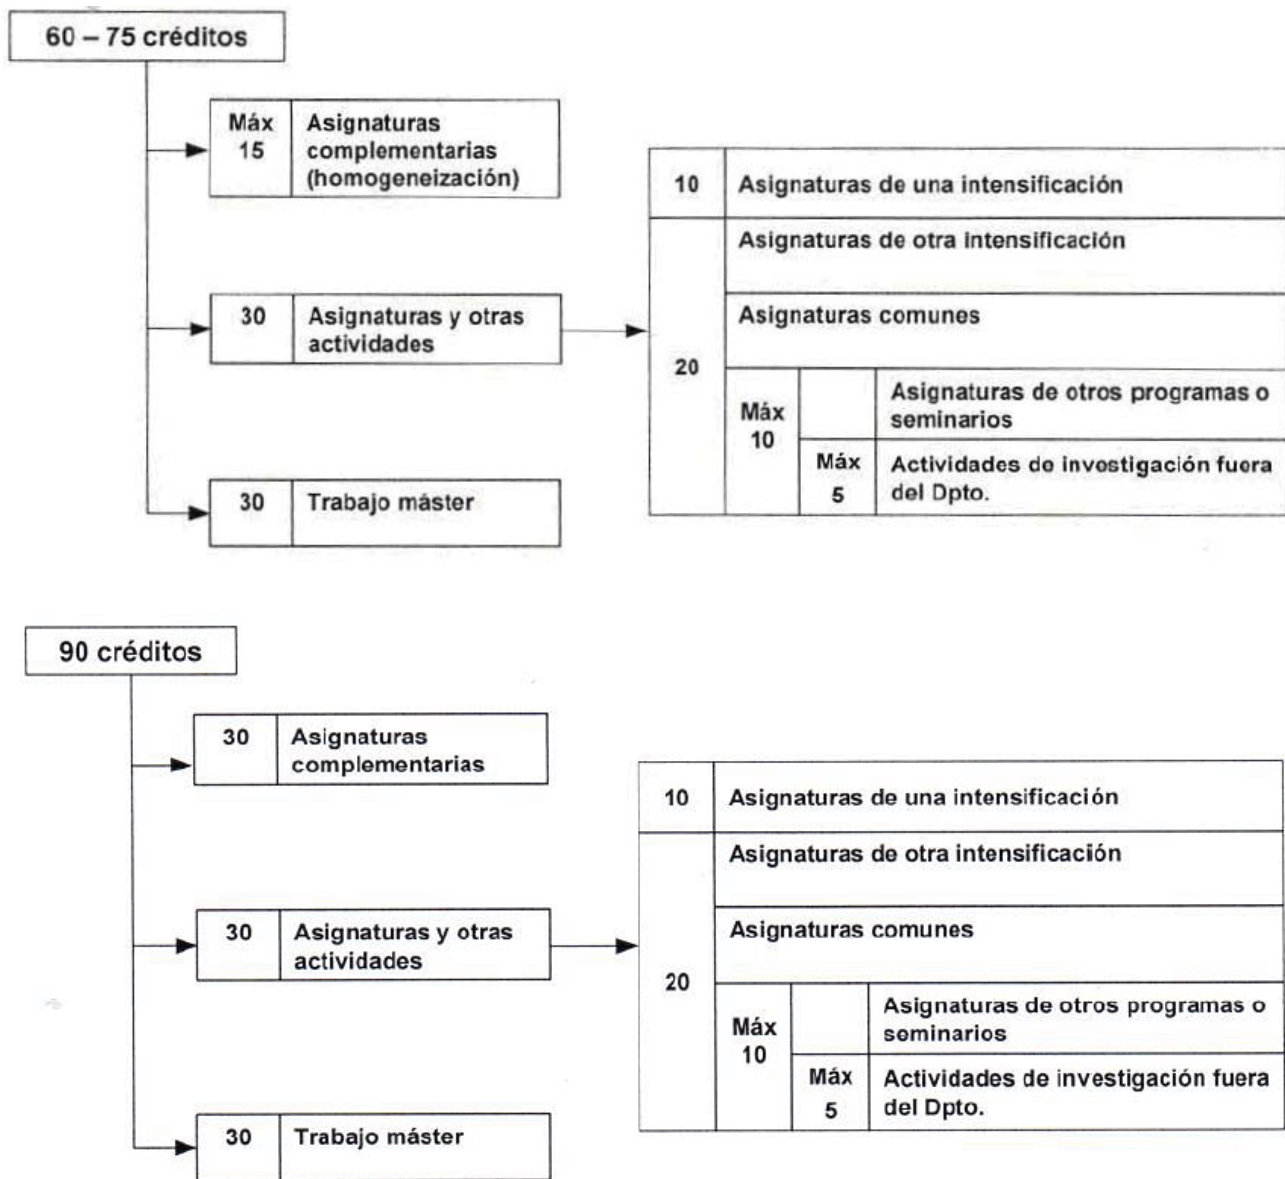 60 – 75 créditos
Máx
15
Asignaturas
complementarias
(homogeneización)
30
Asignaturas y otras
actividades
30
Trabajo máster
10
Asignaturas de una intensificación
20
Asignaturas de otra intensificación
Asignaturas comunes
Máx
10
Asignaturas de otros programas o
seminarios
Máx
5
Actividades de investigación fuera
del Dpto.
90 créditos
30
Asignaturas
complementarias
30
Asignaturas y otras
actividades
30
Trabajo máster
10
Asignaturas de una intensificación
20
Asignaturas de otra intensificación
Asignaturas comunes
Máx
10
Asignaturas de otros programas o
seminarios
Máx
5
Actividades de investigación fuera
del Dpto.